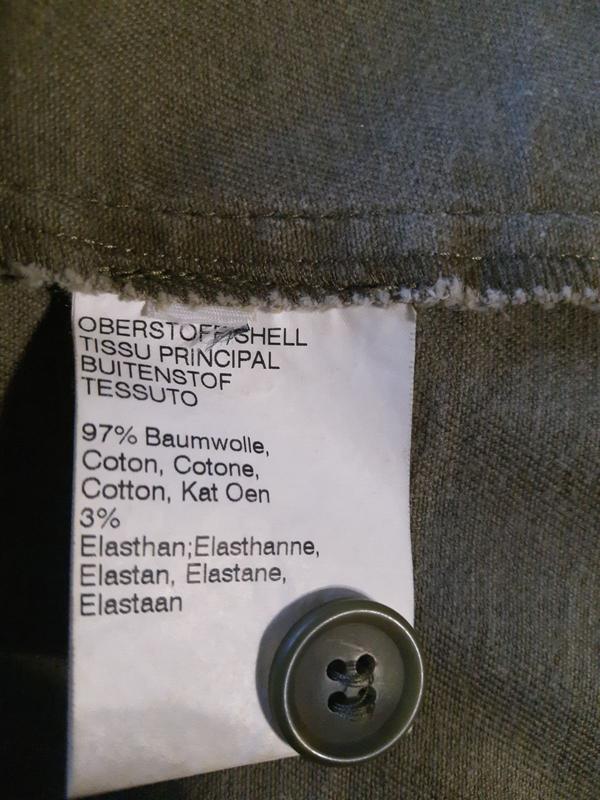 OBERSTOFF/SHELL
TISSU PRINCIPAL
BUITENSTOF
TESSUTO
97% Baumwolle,
Coton, Cotone,
Cotton, Kat Oen
3%
Elasthan;Elasthanne,
Elastan, Elastane,
Elastaan